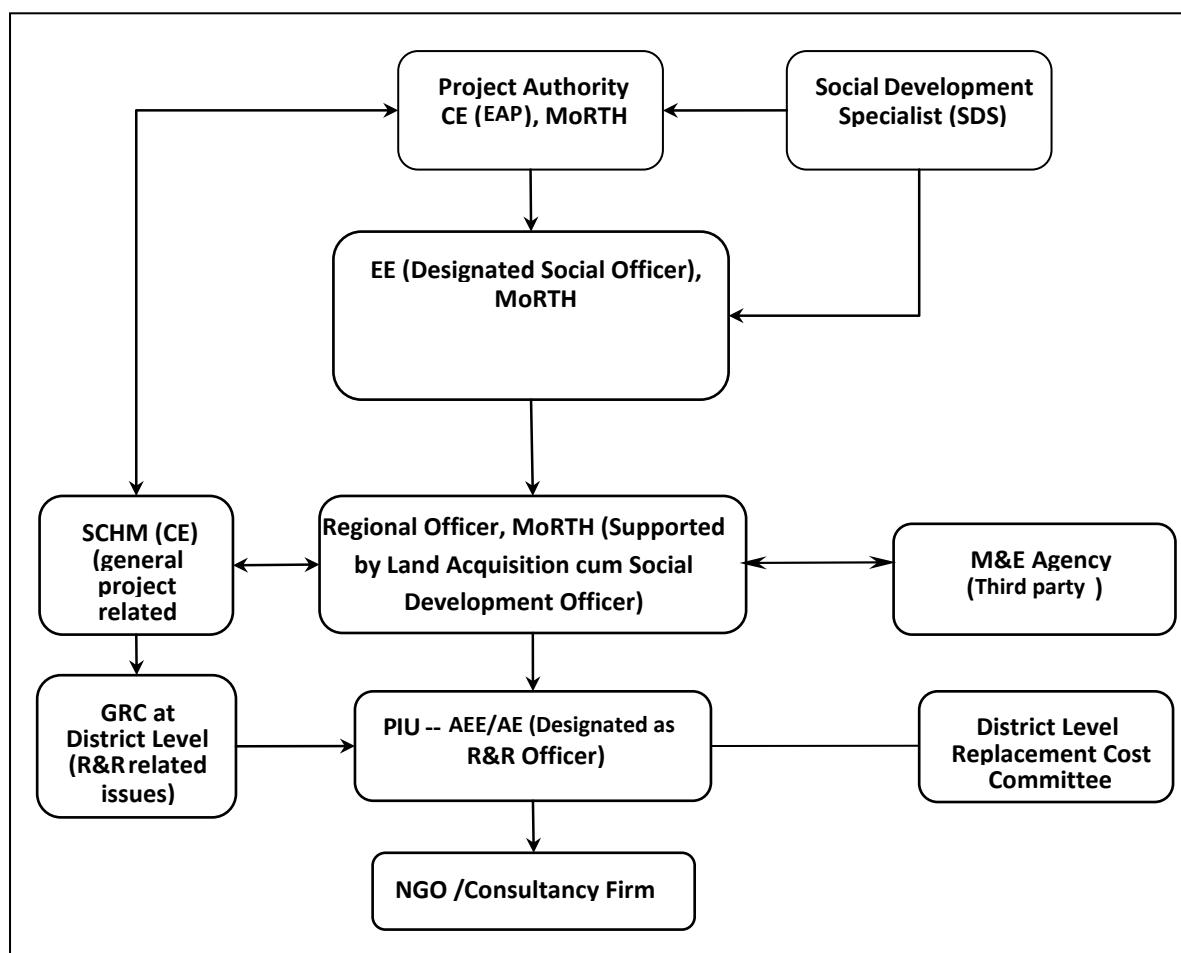 Project Authority
CE (EAP), MoRTH
Social Development
Specialist (SDS)
EE (Designated Social Officer),
MoRTH
SCHM (CE)
(general
project
related
Regional Officer, MoRTH (Supported
by Land Acquisition cum Social
Development Officer)
M&E Agency
(Third party )
GRC at
District Level
(R&R related
issues)
PIU -- AEE/AE (Designated as
R&R Officer)
District Level
Replacement Cost
Committee
NGO /Consultancy Firm